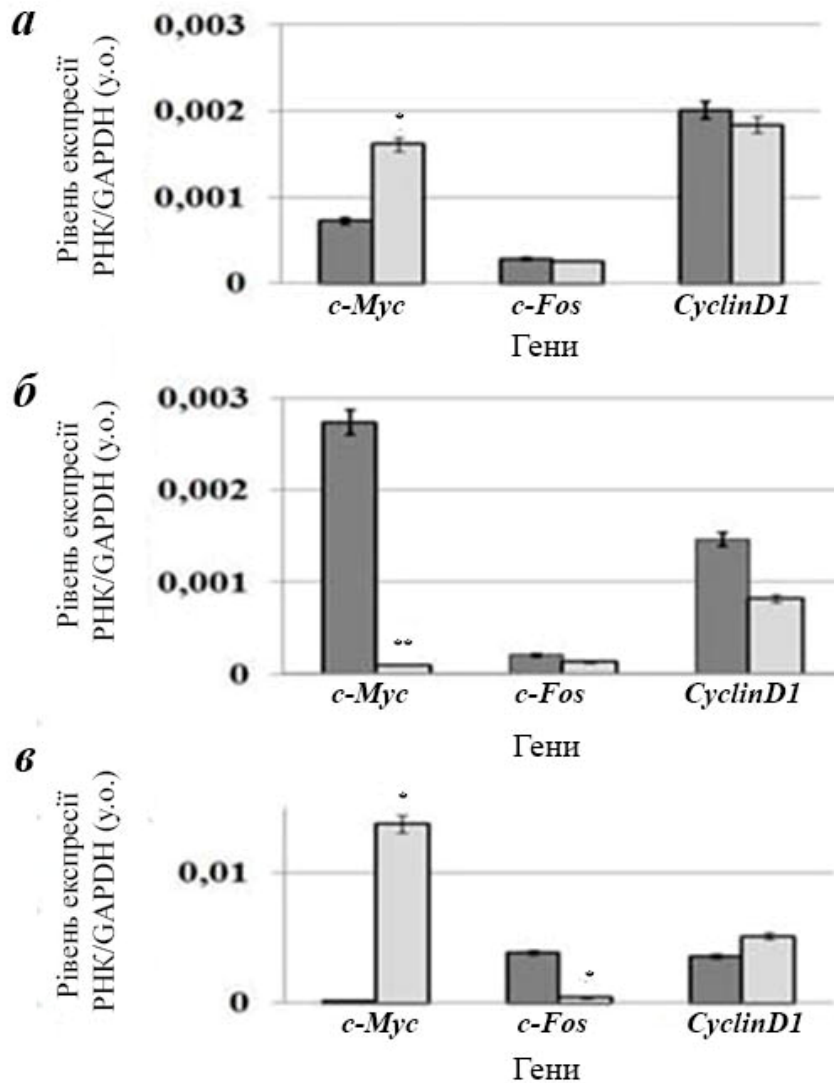 а
Рівень експресії
РНК/GAPDH (у.о.)
0,003
0,002
0,001
0
*
c-Myc c-Fos CyclinD1
Гени
б
Рівень експресії
РНК/GAPDH (у.о.)
0,003
0,002
0,001
0
**
c-Myc c-Fos CyclinD1
Гени
в
Рівень експресії
РНК/GAPDH (у.о.)
0,01
0
*
*
c-Myc c-Fos CyclinD1
Гени